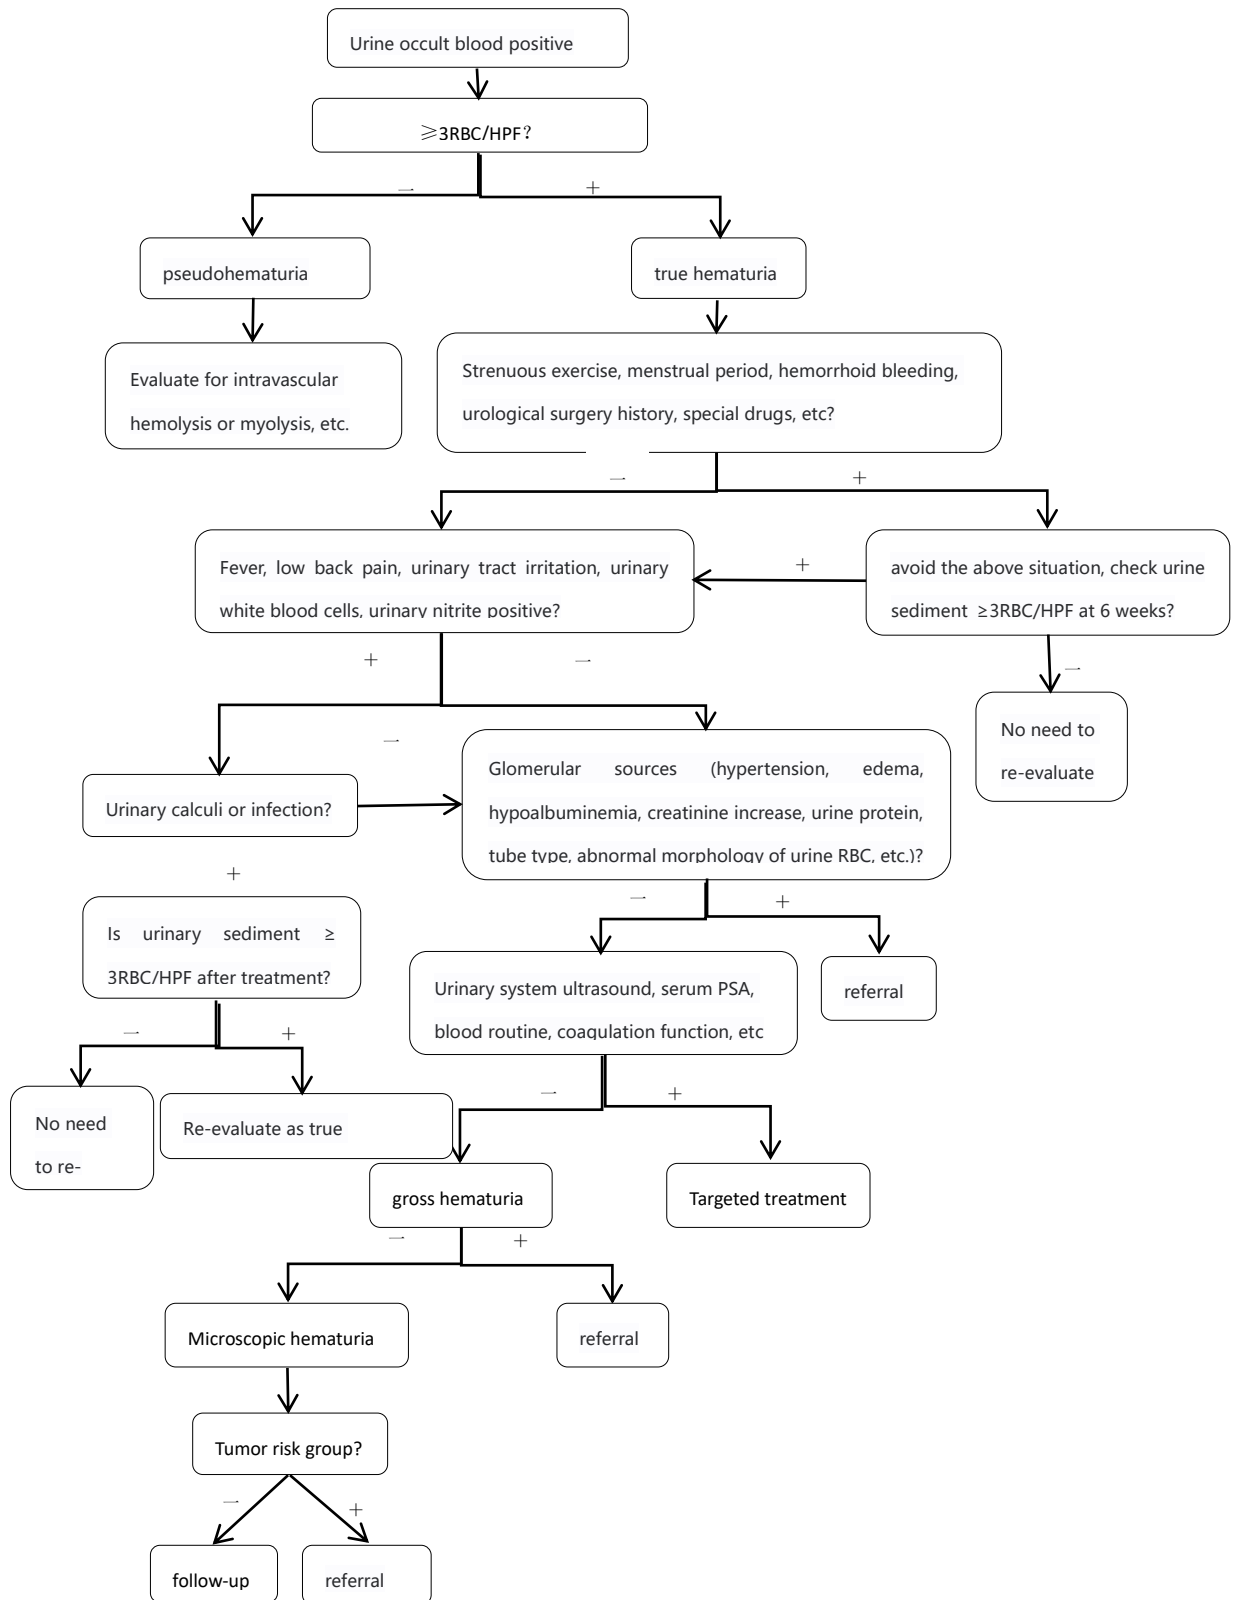 Urine occult blood positive
≥3RBC/HPF?
− +
pseudohematuria
true hematuria
Evaluate for intravascular
hemolysis or myolysis, etc.
Strenuous exercise, menstrual period, hemorrhoid bleeding,
urological surgery history, special drugs, etc?
− +
Fever, low back pain, urinary tract irritation, urinary
white blood cells, urinary nitrite positive?
+
avoid the above situation, check urine
sediment ≥3RBC/HPF at 6 weeks?
+ −
−
No need to
re-evaluate
−
Urinary calculi or infection?
Glomerular sources (hypertension, edema,
hypoalbuminemia, creatinine increase, urine protein,
tube type, abnormal morphology of urine RBC, etc.)?
+
Is urinary sediment ≥
3RBC/HPF after treatment?
− +
Urinary system ultrasound, serum PSA,
blood routine, coagulation function, etc
referral
− +
No need
to re-
Re-evaluate as true
− +
gross hematuria
Targeted treatment
− +
Microscopic hematuria
referral
Tumor risk group?
− +
follow-up
referral